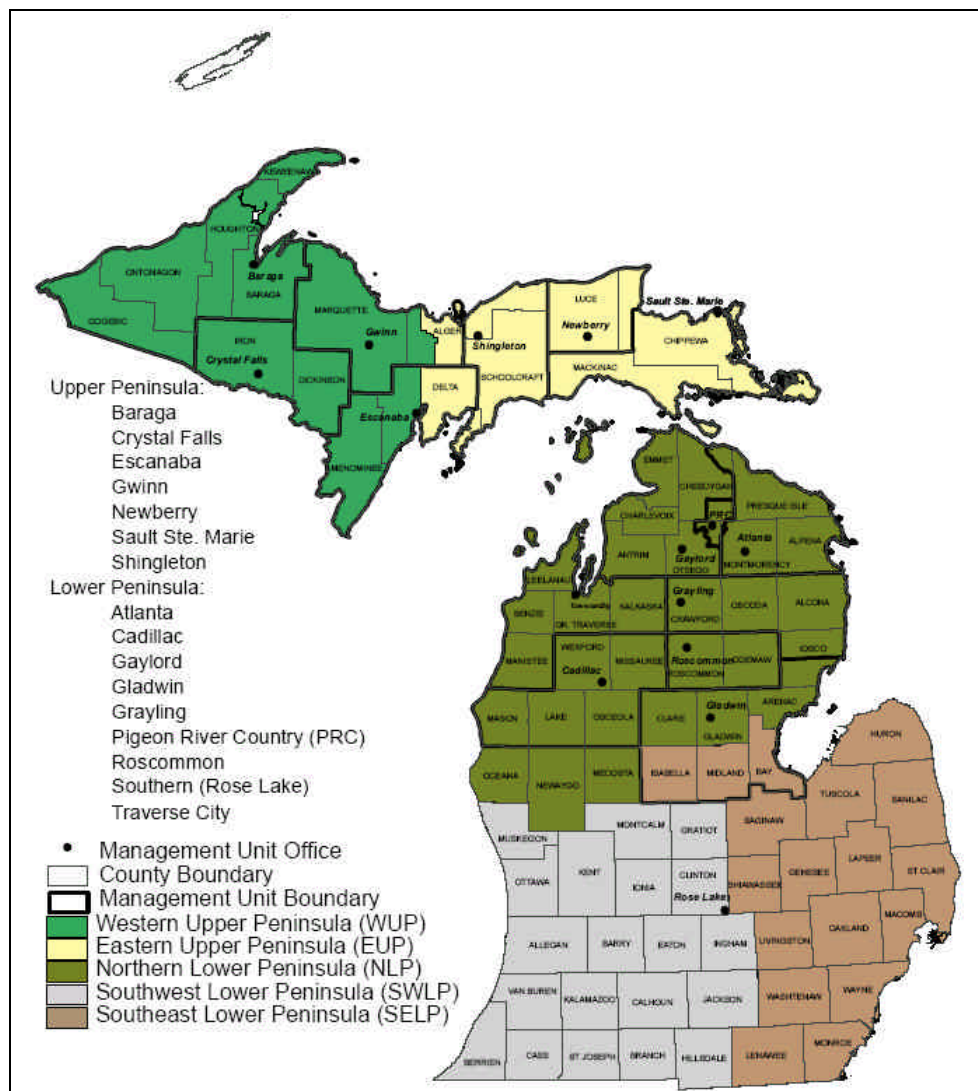 KEWEENAW
HOUGHTON
ONTONAGON
Baraga
BARAGA
GOGEBIC
MARQUETTE
Gwinn
IRON
Crystal Falls
DICKINSON
ALGER
Shingleton
LUCE
Newberry
Sault Ste. Marie
CHIPPEWA
MACKINAC
SCHOOLCRAFT
DELTA
Escanaba
MENOMINEE
Upper Peninsula:
Baraga
Crystal Falls
Escanaba
Gwinn
Newberry
Sault Ste. Marie
Shingleton
Lower Peninsula:
Atlanta
Cadillac
Gaylord
Gladwin
Grayling
Pigeon River Country (PRC)
Roscommon
Southern (Rose Lake)
Traverse City
Management Unit Office
County Boundary
Management Unit Boundary
Western Upper Peninsula (WUP)
Eastern Upper Peninsula (EUP)
Northern Lower Peninsula (NLP)
Southwest Lower Peninsula (SWLP)
Southeast Lower Peninsula (SELP)
EMMET
CHEBOYGAN
PRESQUE ISLE
CHARLEVOIX
PRC
ANTRIM
Gaylord
OTSEGO
Atlanta
MONTMORENCY
ALPENA
LEELANAU
BENZIE
GR. TRAVERSE
KALKASKA
Grayling
CRAWFORD
OSCODA
ALCONA
MANISTEE
WEXFORD
Cadillac
MISSAUKEE
Roscommon
ROSCOMMON
OGEMAW
IOSCO
MASON
LAKE
OSCEOLA
CLARE
Gladwin
GLADWIN
ARENAC
OCEANA
NEWAYGO
MECOSTA
ISABELLA
MIDLAND
BAY
HURON
TUSCOLA
SANILAC
MUSKEGON
MONTCALM
GRATIOT
SAGINAW
OTTAWA
KENT
IONIA
CLINTON
Rose Lake
SHIAWASSEE
GENESEE
LAPEER
ST CLAIR
MACOMB
ALLEGAN
BARRY
EATON
INGHAM
LIVINGSTON
OAKLAND
VAN BUREN
KALAMAZOO
CALHOUN
JACKSON
WASHTENAW
WAYNE
BERRIEN
CASS
ST JOSEPH
BRANCH
HILLSDALE
LENAWEE
MONROE